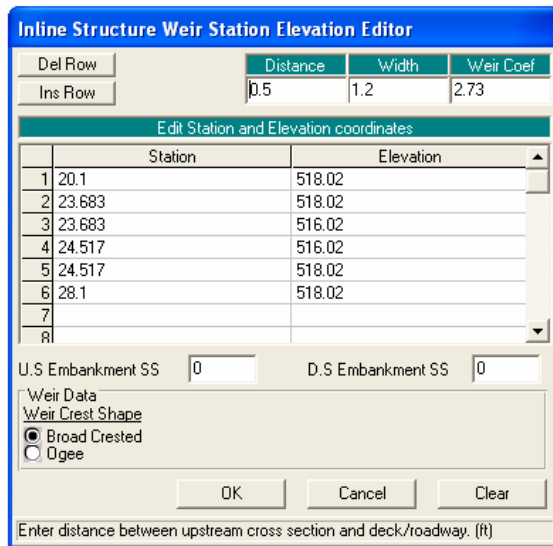 Inline Structure Weir Station Elevation Editor
Del Row Distance Width Weir Coef
Ins Row 0.5 1.2 2.73
Edit Station and Elevation coordinates
Station Elevation
1 20.1 518.02
2 23.683 518.02
3 23.683 516.02
4 24.517 516.02
5 24.517 518.02
6 28.1 518.02
7
8
U.S Embankment SS 0 D.S Embankment SS 0
Weir Data
Weir Crest Shape
Broad Crested
Ogee
OK Cancel Clear
Enter distance between upstream cross section and deck/roadway. (ft)